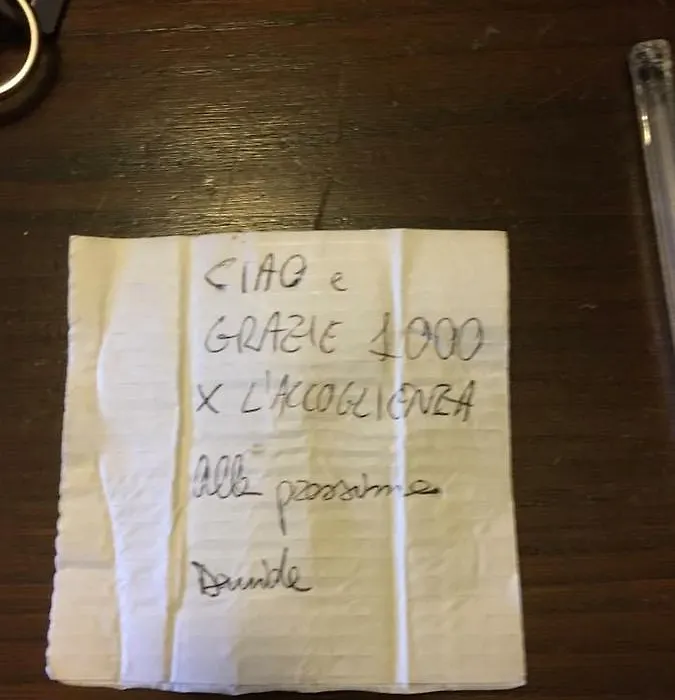 CIAO e
GRAZIE 1000
X L'ACCOGLIENZA
alla prossima
Davide